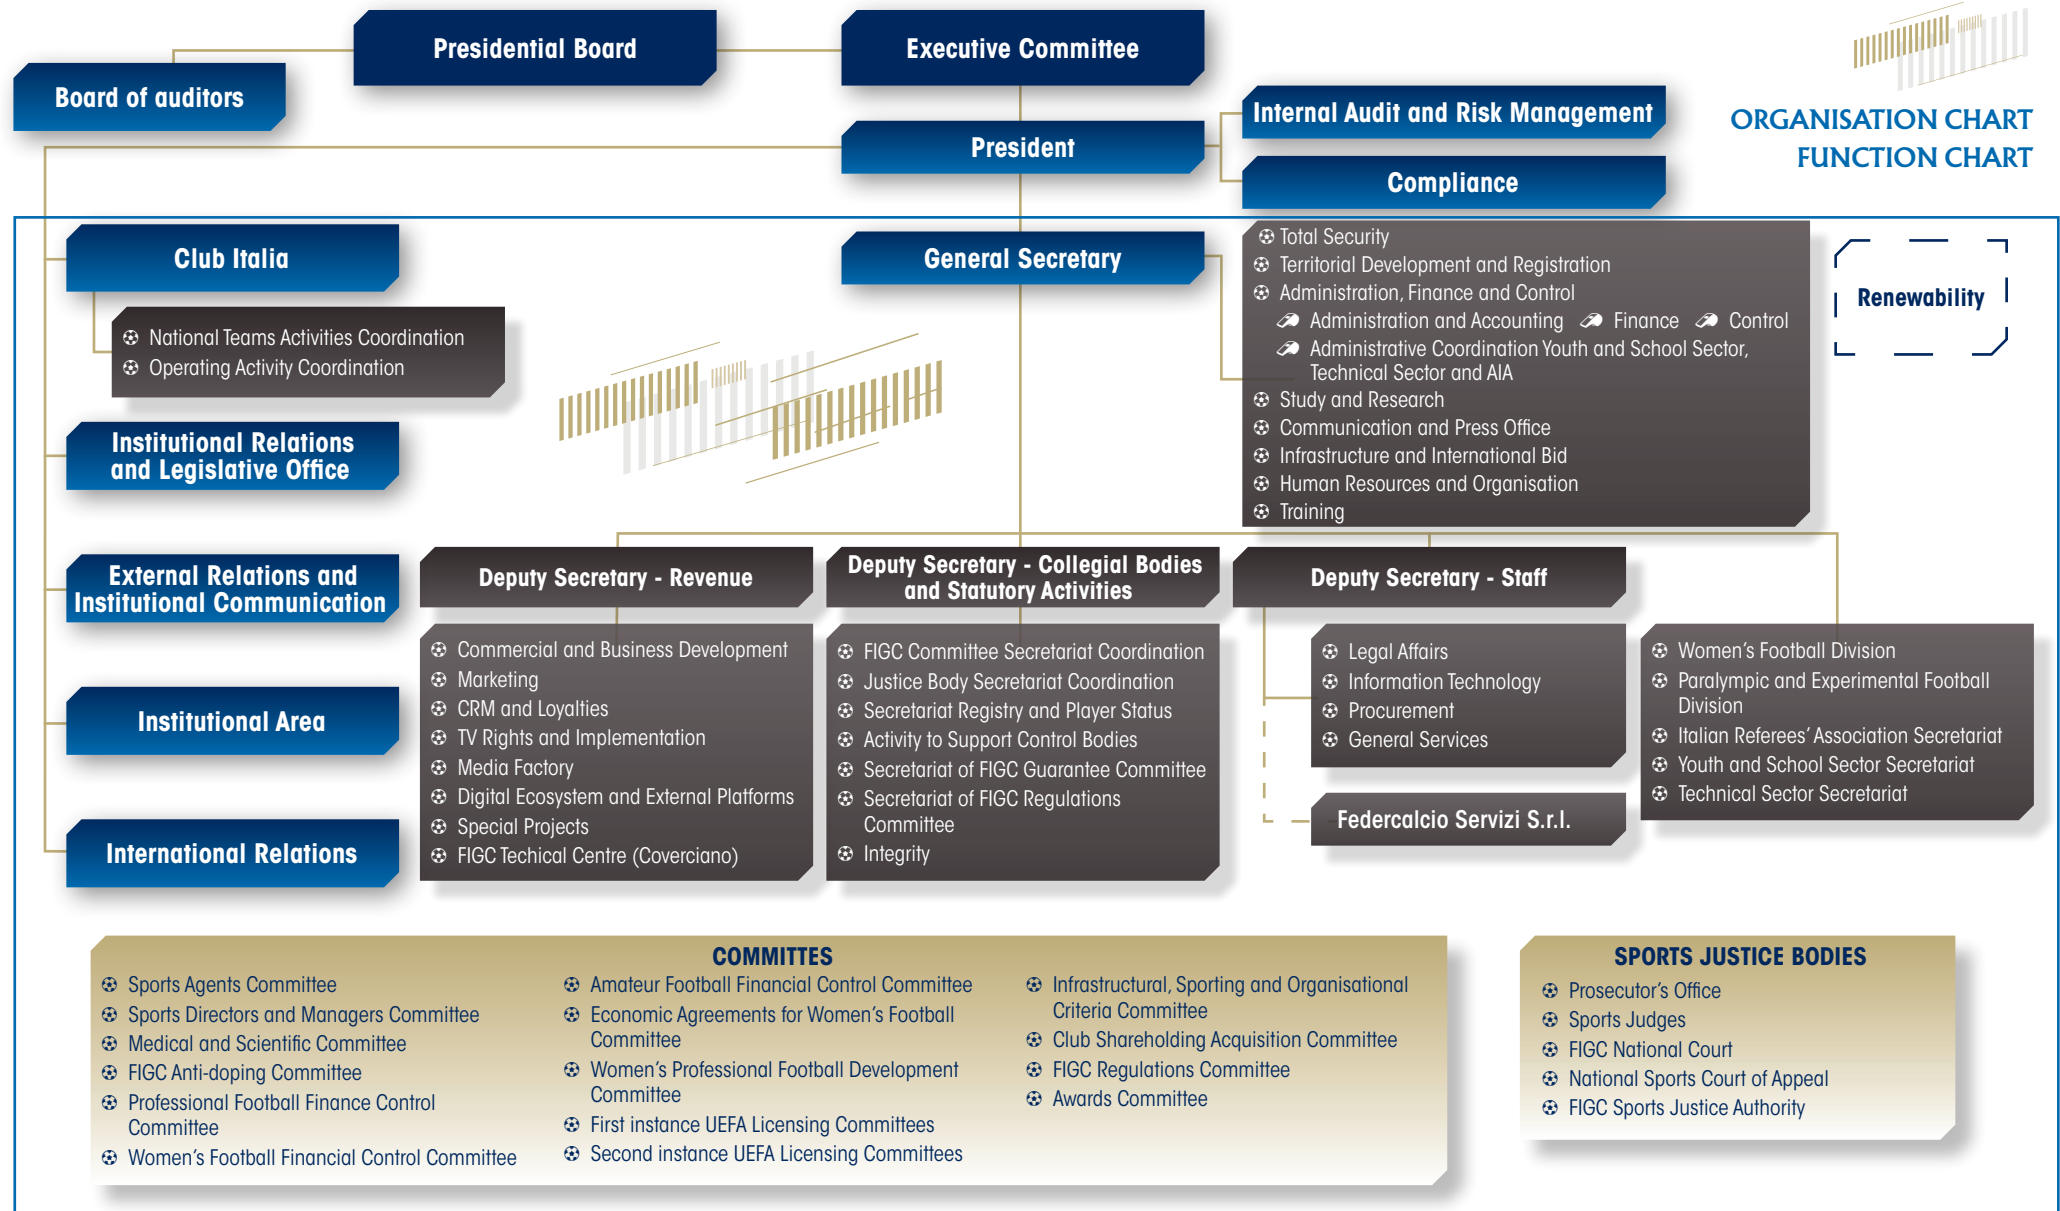 Presidential Board
Executive Committee
Board of auditors
Internal Audit and Risk Management
President
Compliance
ORGANISATION CHART
FUNCTION CHART
Club Italia
National Teams Activities Coordination
Operating Activity Coordination
Institutional Relations
and Legislative Office
External Relations and
Institutional Communication
Institutional Area
International Relations
General Secretary
Total Security
Territorial Development and Registration
Administration, Finance and Control
Administration and Accounting Finance Control
Administrative Coordination Youth and School Sector,
Technical Sector and AIA
Study and Research
Communication and Press Office
Infrastructure and International Bid
Human Resources and Organisation
Training
Renewability
Deputy Secretary - Revenue
Commercial and Business Development
Marketing
CRM and Loyalties
TV Rights and Implementation
Media Factory
Digital Ecosystem and External Platforms
Special Projects
FIGC Techical Centre (Coverciano)
Deputy Secretary - Collegial Bodies
and Statutory Activities
FIGC Committee Secretariat Coordination
Justice Body Secretariat Coordination
Secretariat Registry and Player Status
Activity to Support Control Bodies
Secretariat of FIGC Guarantee Committee
Secretariat of FIGC Regulations
Committee
Integrity
Deputy Secretary - Staff
Legal Affairs
Information Technology
Procurement
General Services
Federcalcio Servizi S.r.l.
Women's Football Division
Paralympic and Experimental Football
Division
Italian Referees' Association Secretariat
Youth and School Sector Secretariat
Technical Sector Secretariat
COMMITTES
Sports Agents Committee
Sports Directors and Managers Committee
Medical and Scientific Committee
FIGC Anti-doping Committee
Professional Football Finance Control
Committee
Women's Football Financial Control Committee
Amateur Football Financial Control Committee
Economic Agreements for Women's Football
Committee
Women's Professional Football Development
Committee
First instance UEFA Licensing Committees
Second instance UEFA Licensing Committees
Infrastructural, Sporting and Organisational
Criteria Committee
Club Shareholding Acquisition Committee
FIGC Regulations Committee
Awards Committee
SPORTS JUSTICE BODIES
Prosecutor's Office
Sports Judges
FIGC National Court
National Sports Court of Appeal
FIGC Sports Justice Authority